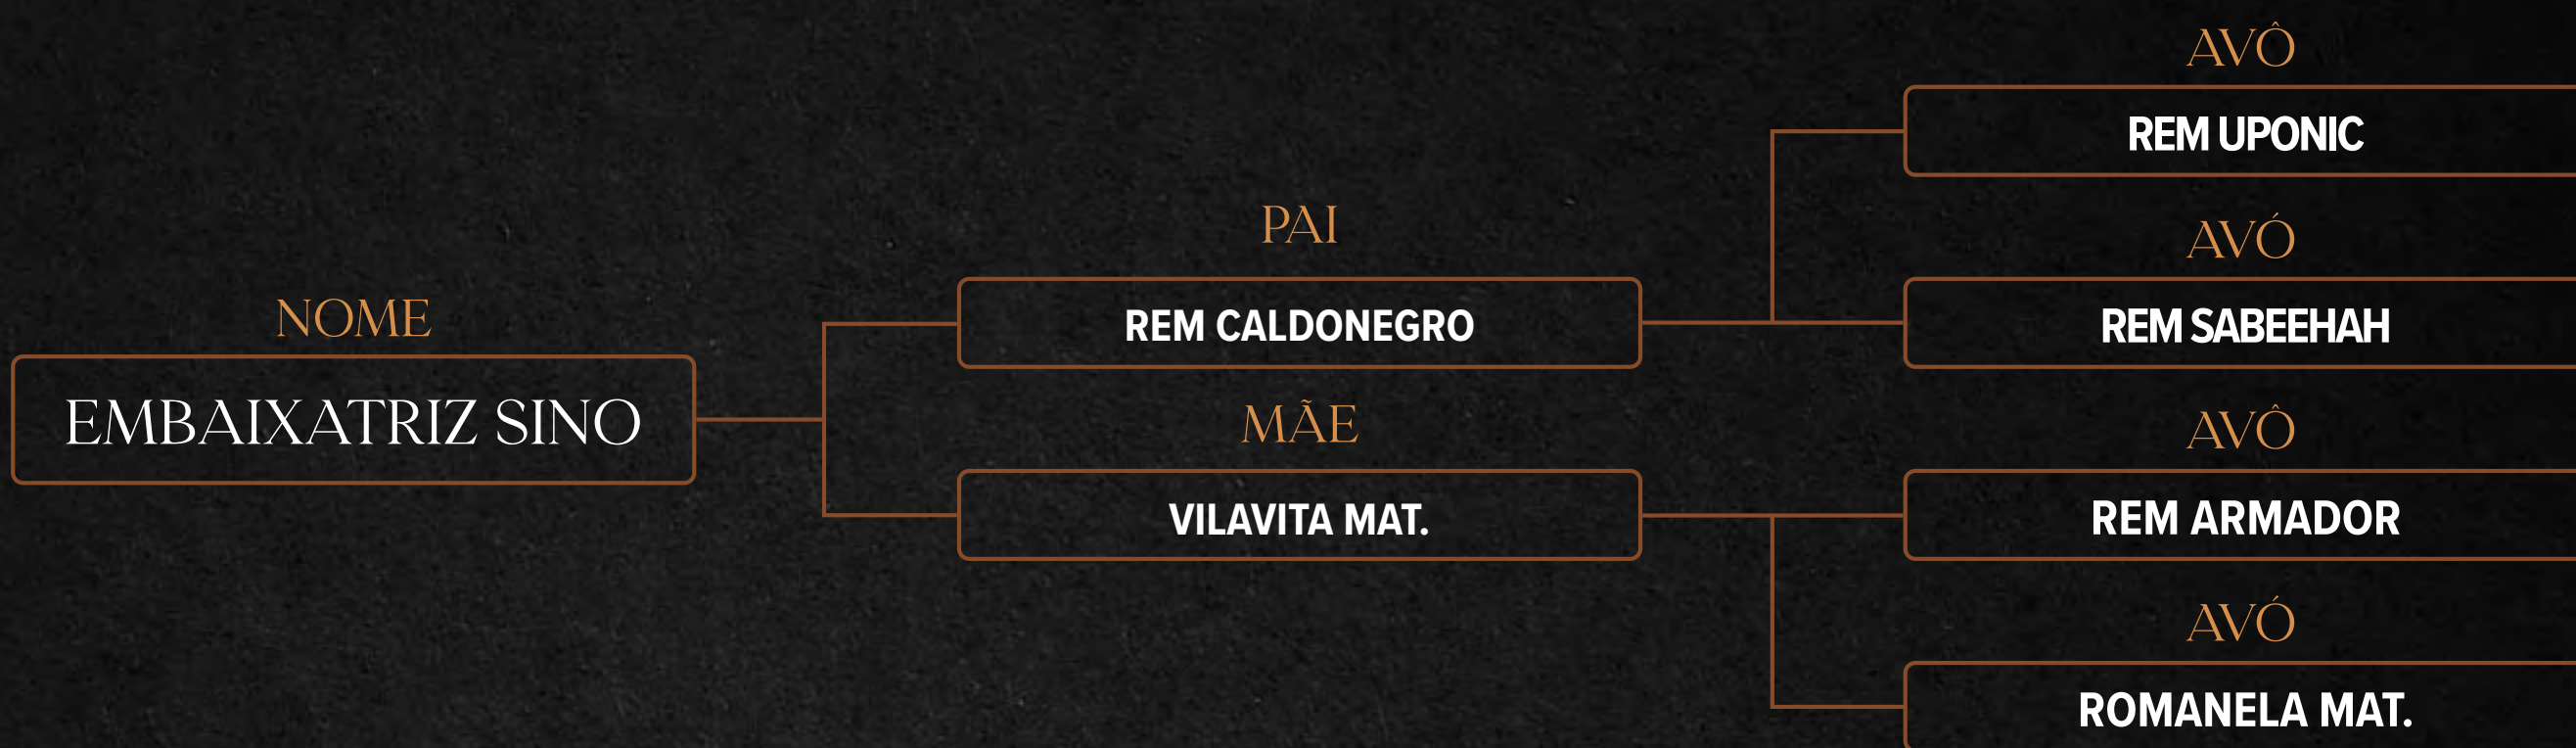 NOME
EMBAIXATRIZ SINO
PAI
REM CALDONEGRO
MÃE
VILAVITA MAT.
AVÔ
REM UPONIC
AVÓ
REM SABEEHAH
AVÔ
REM ARMADOR
AVÓ
ROMANELA MAT.